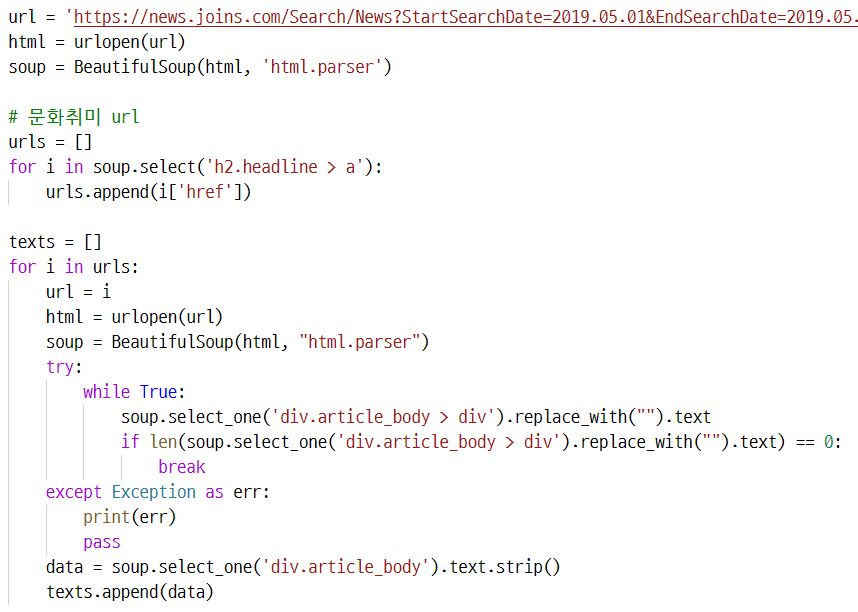 url = 'https://news.joins.com/Search/News?StartSearchDate=2019.05.01&EndSearchDate=2019.05.
html = urlopen(url)
soup = BeautifulSoup(html, 'html.parser')

# 문화취미 url
urls = []
for i in soup.select('h2.headline > a'):
    urls.append(i['href'])

texts = []
for i in urls:
    url = i
    html = urlopen(url)
    soup = BeautifulSoup(html, "html.parser")
    try:
        while True:
            soup.select_one('div.article_body > div').replace_with("").text
            if len(soup.select_one('div.article_body > div').replace_with("").text) == 0:
                break
    except Exception as err:
        print(err)
        pass
    data = soup.select_one('div.article_body').text.strip()
    texts.append(data)